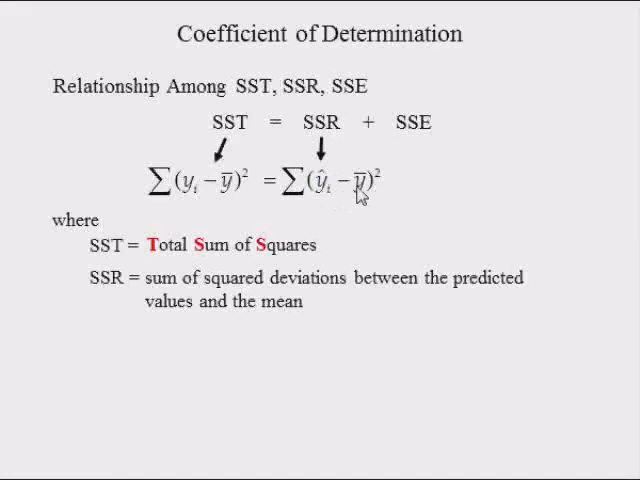 Coefficient of Determination
Relationship Among SST, SSR, SSE
SST = SSR + SSE
∑(yᵢ − y̅)² = ∑(ŷᵢ − y̅)²
where
SST = Total Sum of Squares
SSR = sum of squared deviations between the predicted
values and the mean